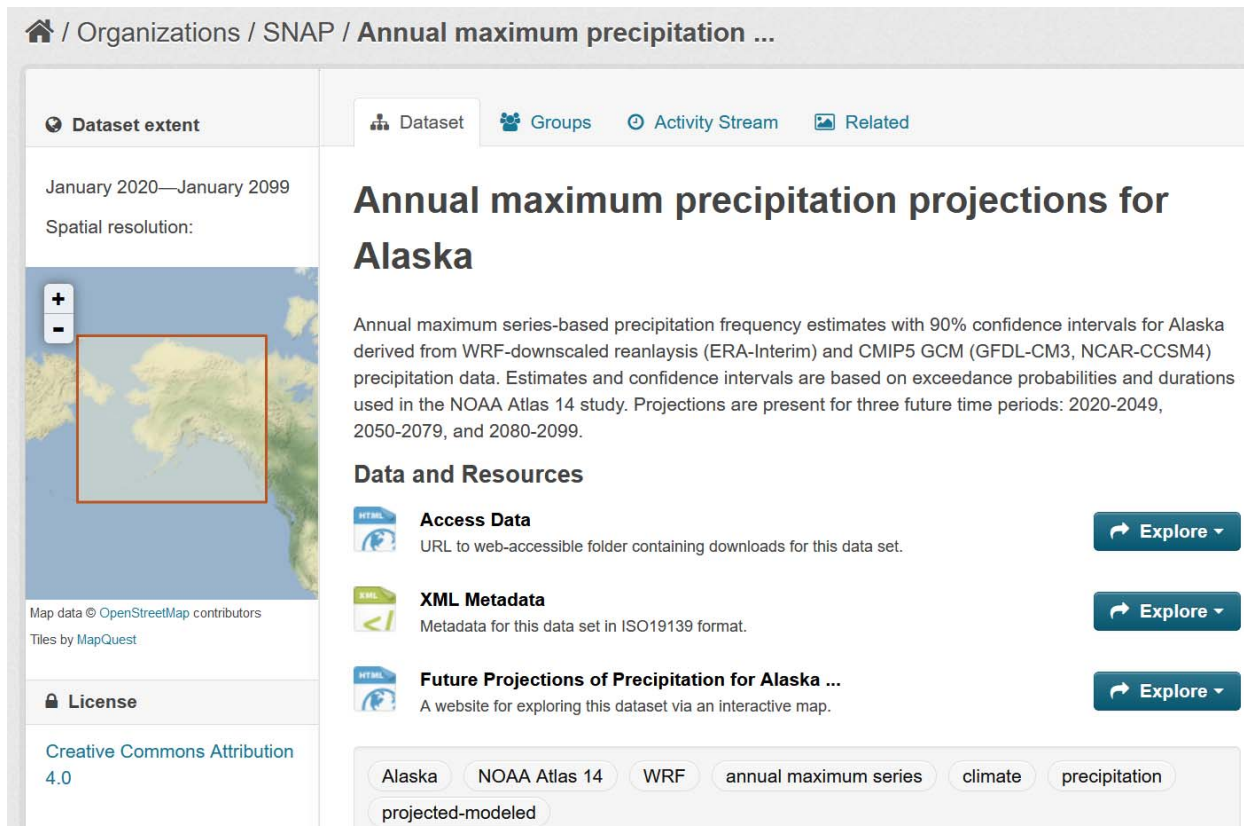 / Organizations / SNAP / Annual maximum precipitation ...
Dataset extent
January 2020—January 2099
Spatial resolution:
+
-
Map data © OpenStreetMap contributors
Tiles by MapQuest
License
Creative Commons Attribution
4.0
Dataset
Groups
Activity Stream
Related
Annual maximum precipitation projections for
Alaska
Annual maximum series-based precipitation frequency estimates with 90% confidence intervals for Alaska
derived from WRF-downscaled reanlaysis (ERA-Interim) and CMIP5 GCM (GFDL-CM3, NCAR-CCSM4)
precipitation data. Estimates and confidence intervals are based on exceedance probabilities and durations
used in the NOAA Atlas 14 study. Projections are present for three future time periods: 2020-2049,
2050-2079, and 2080-2099.
Data and Resources
HTML
Access Data
URL to web-accessible folder containing downloads for this data set.
Explore
XML
</
XML Metadata
Metadata for this data set in ISO19139 format.
Explore
HTML
Future Projections of Precipitation for Alaska ...
A website for exploring this dataset via an interactive map.
Explore
Alaska
NOAA Atlas 14
WRF
annual maximum series
climate
precipitation
projected-modeled